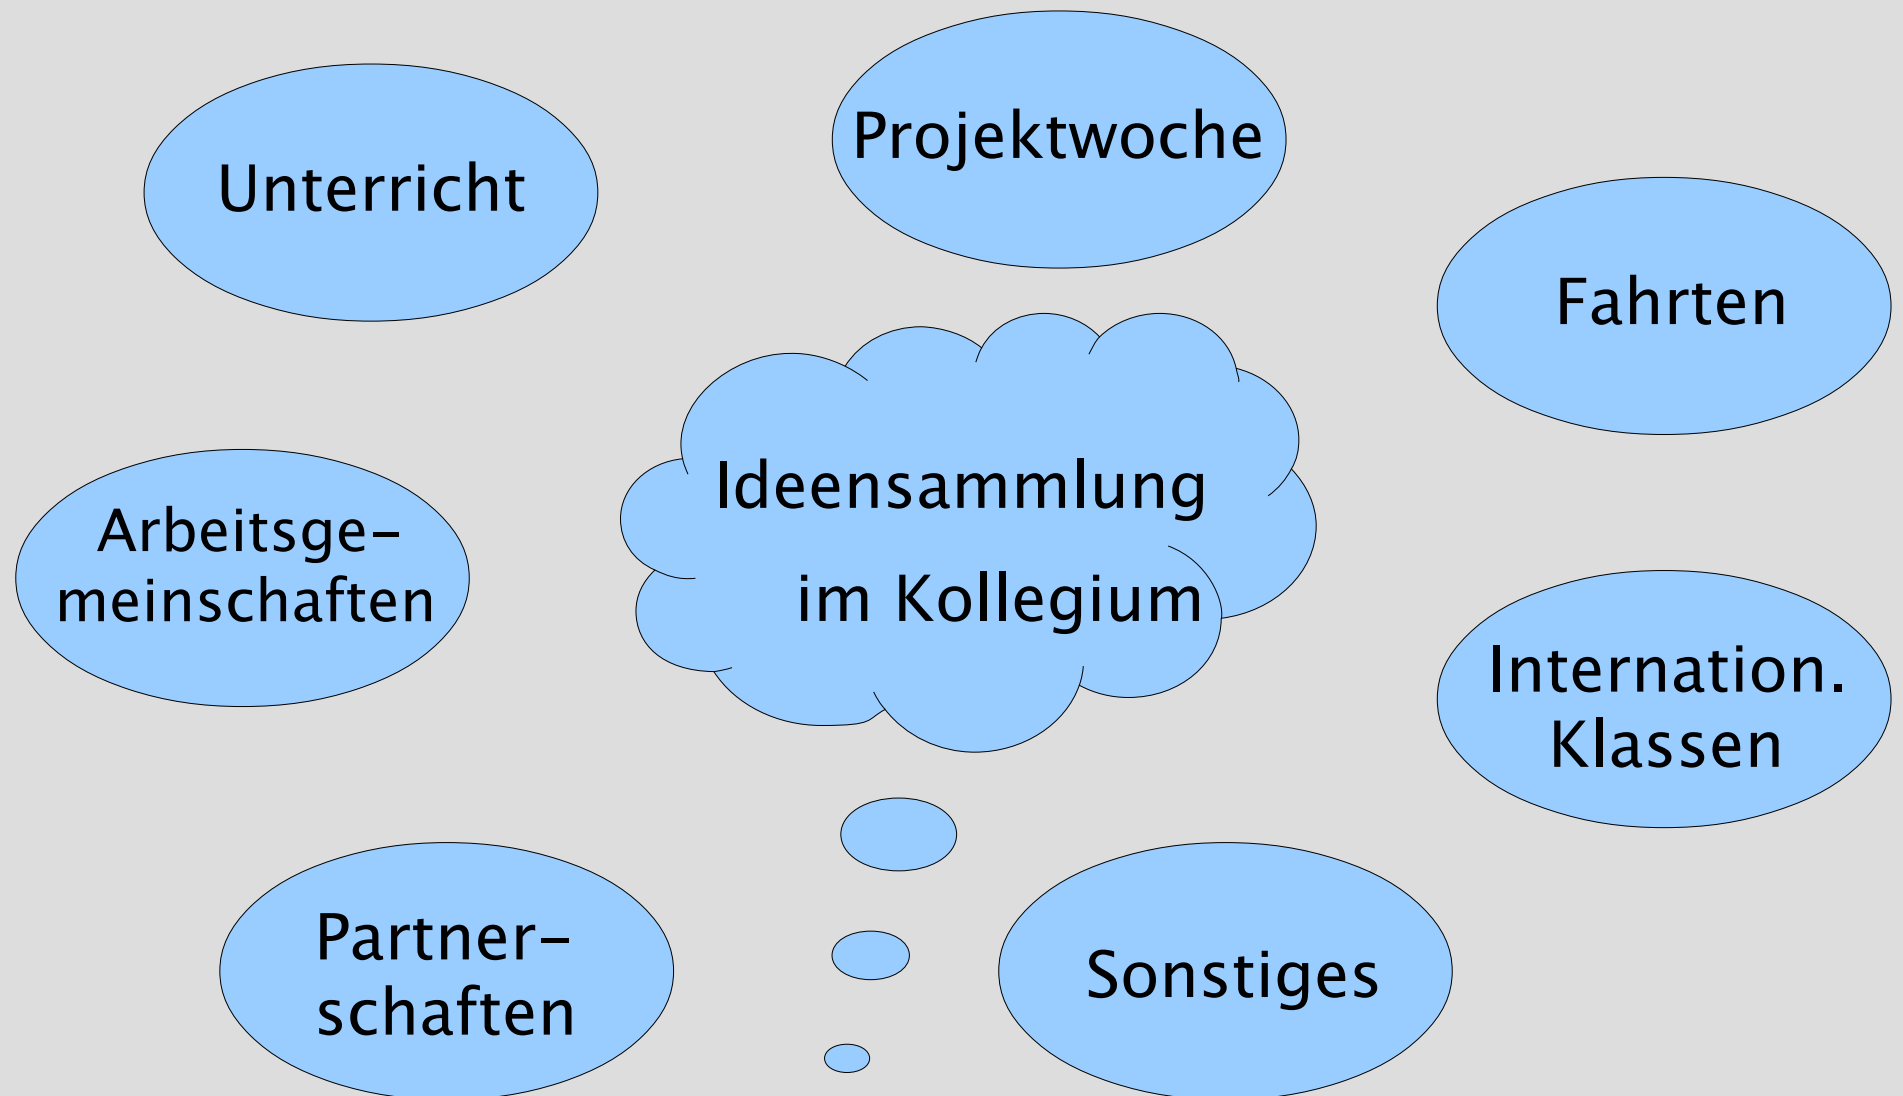 Projektwoche
Unterricht
Fahrten
Ideensammlung
im Kollegium
Arbeitsge-
meinschaften
Internation.
Klassen
Partner-
schaften
Sonstiges